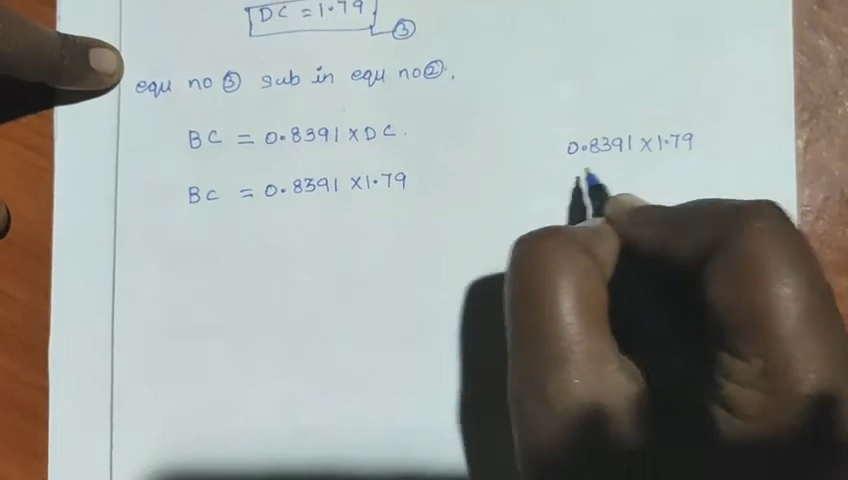 DC = 1.79
③
equ no ③ sub in equ no ②.
BC = 0.8391 × DC.
0.8391 × 1.79
BC = 0.8391 × 1.79